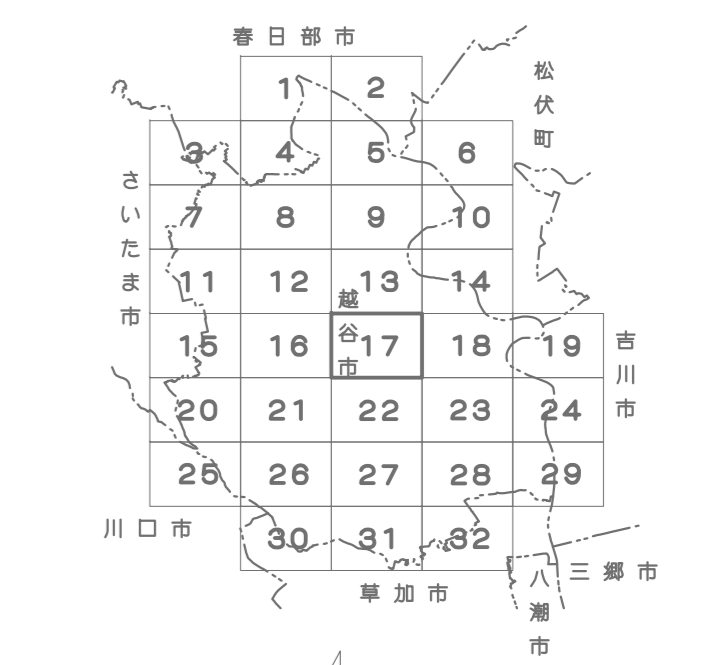 春日部市
松伏町
1 2
3 4 5 6
さいたま市
7 8 9 10
11 12 13 14
越谷市
15 16 17 18 19
吉川市
20 21 22 23 24
25 26 27 28 29
川口市
30 31 32
草加市
八潮市
三郷市